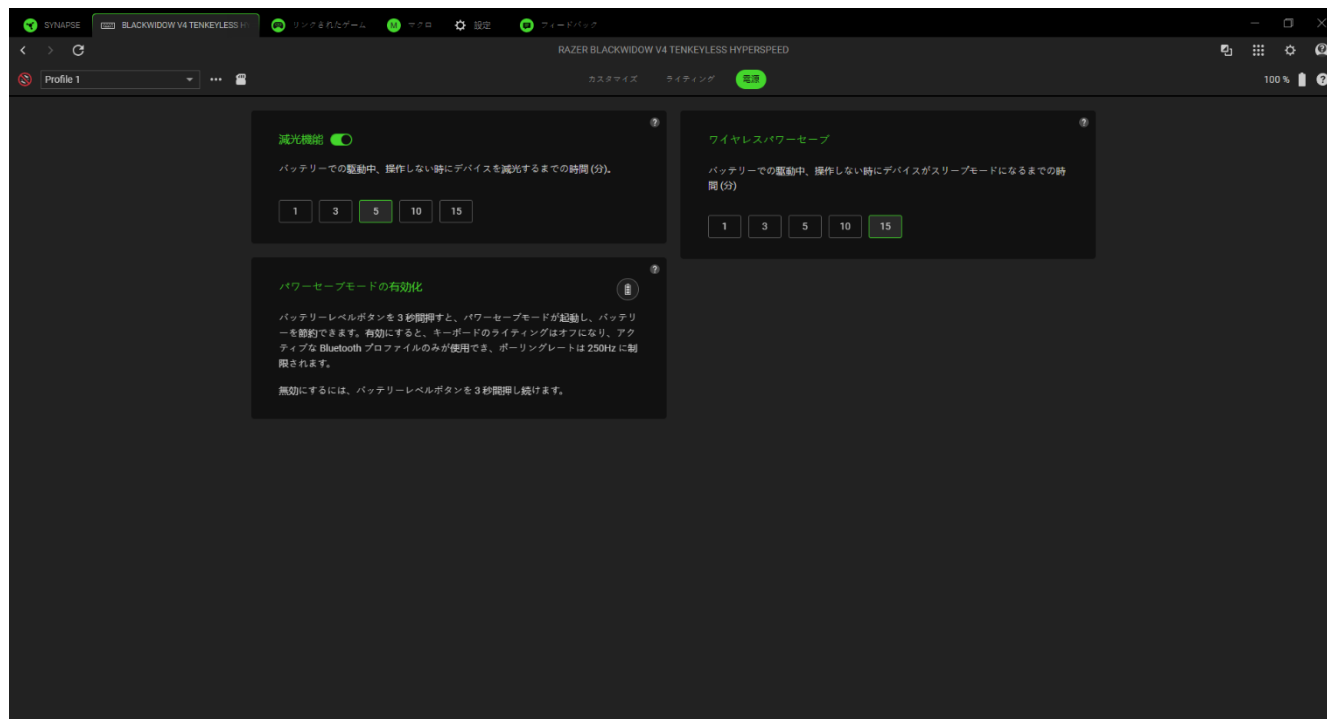 SYNAPSE
BLACKWIDOW V4 TENKEYLESS H
リンクされたゲーム
マクロ
設定
フィードバック
RAZER BLACKWIDOW V4 TENKEYLESS HYPERSPEED
Profile 1
カスタマイズ
ライティング
電源
100 %
減光機能
バッテリーでの駆動中、操作しない時にデバイスを減光するまでの時間 (分)。
1 3 5 10 15
ワイヤレスパワーセーブ
バッテリーでの駆動中、操作しない時にデバイスがスリープモードになるまでの時
間 (分)
1 3 5 10 15
パワーセーブモードの有効化
バッテリーレベルボタンを 3 秒間押すと、パワーセーブモードが起動し、バッテリ
ーを節約できます。有効にすると、キーボードのライティングはオフになり、アク
ティブな Bluetooth プロファイルのみが使用でき、ポーリングレートは 250Hz に制
限されます。
無効にするには、バッテリーレベルボタンを 3 秒間押し続けます。